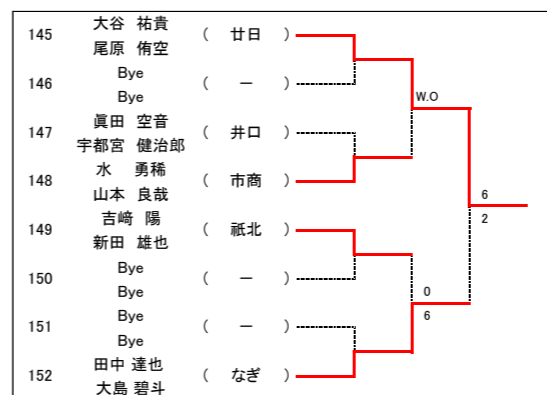 145 大谷 祐貴 ( 廿日 )
尾原 侑空
146 Bye ( ー )
Bye
W.O
147 眞田 空音 ( 井口 )
宇都宮 健治郎
148 水 勇稀 ( 市商 )
山本 良哉
6
2
149 吉﨑 陽 ( 祇北 )
新田 雄也
150 Bye ( ー )
Bye
0
6
151 Bye ( ー )
Bye
152 田中 達也 ( なぎ )
大島 碧斗